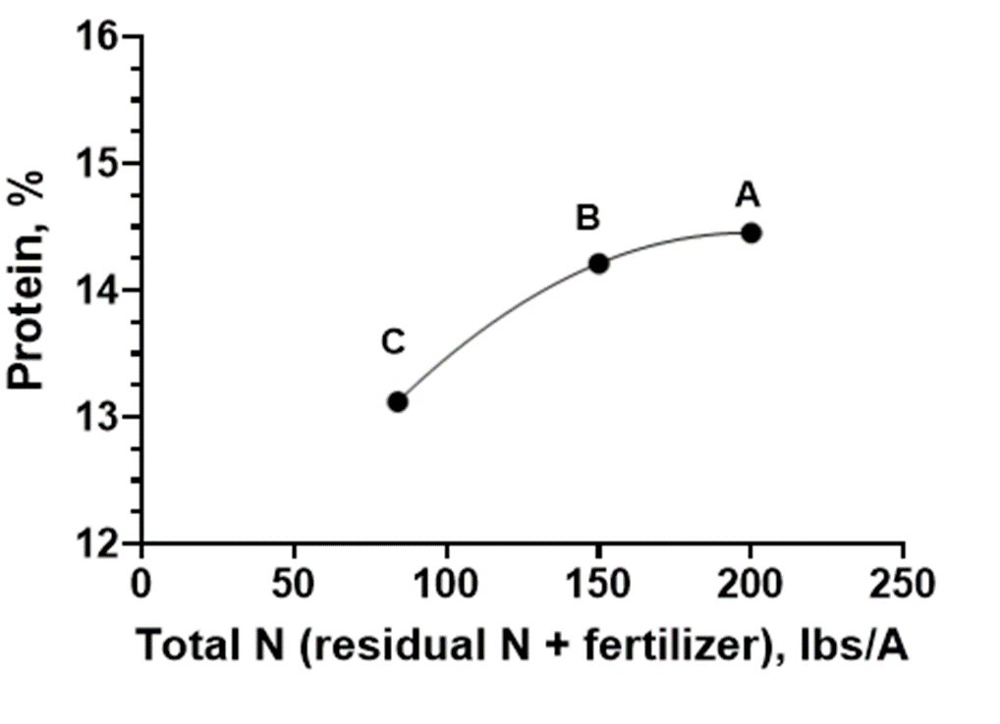 16
15
14
13
12
Protein, %
C
B
A
0 50 100 150 200 250
Total N (residual N + fertilizer), lbs/A